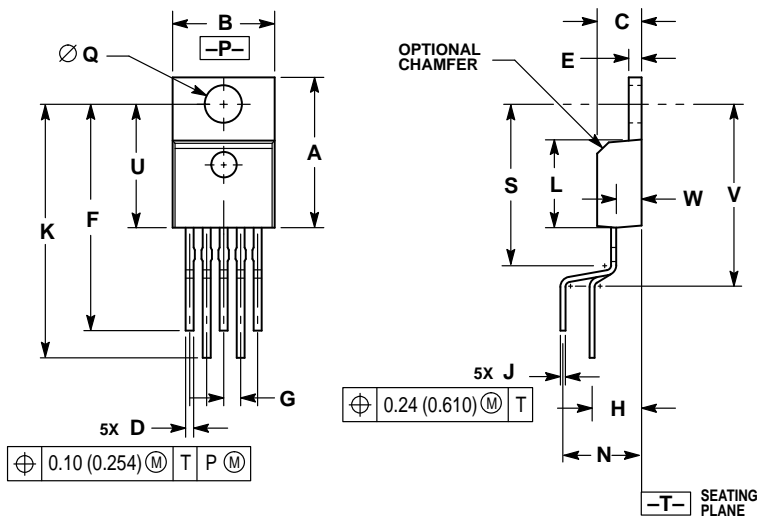 B
–P–
Ø Q
A
U
F
K
G
5X D
⌖ 0.10 (0.254) Ⓜ T P Ⓜ
C
OPTIONAL
CHAMFER
E
S
L
W
V
5X J
⌖ 0.24 (0.610) Ⓜ T
H
N
–T– SEATING
PLANE